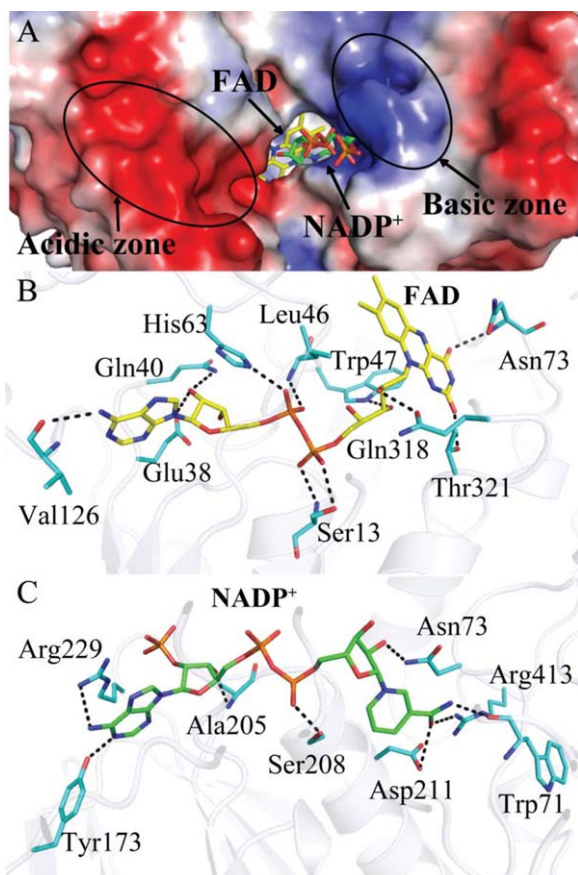 A
FAD
NADP+
Basic zone
Acidic zone
B
FAD
Leu46
His63
Trp47
Asn73
Gln40
Gln318
Glu38
Thr321
Val126
Ser13
C
NADP+
Asn73
Arg229
Arg413
Ala205
Ser208
Asp211
Trp71
Tyr173